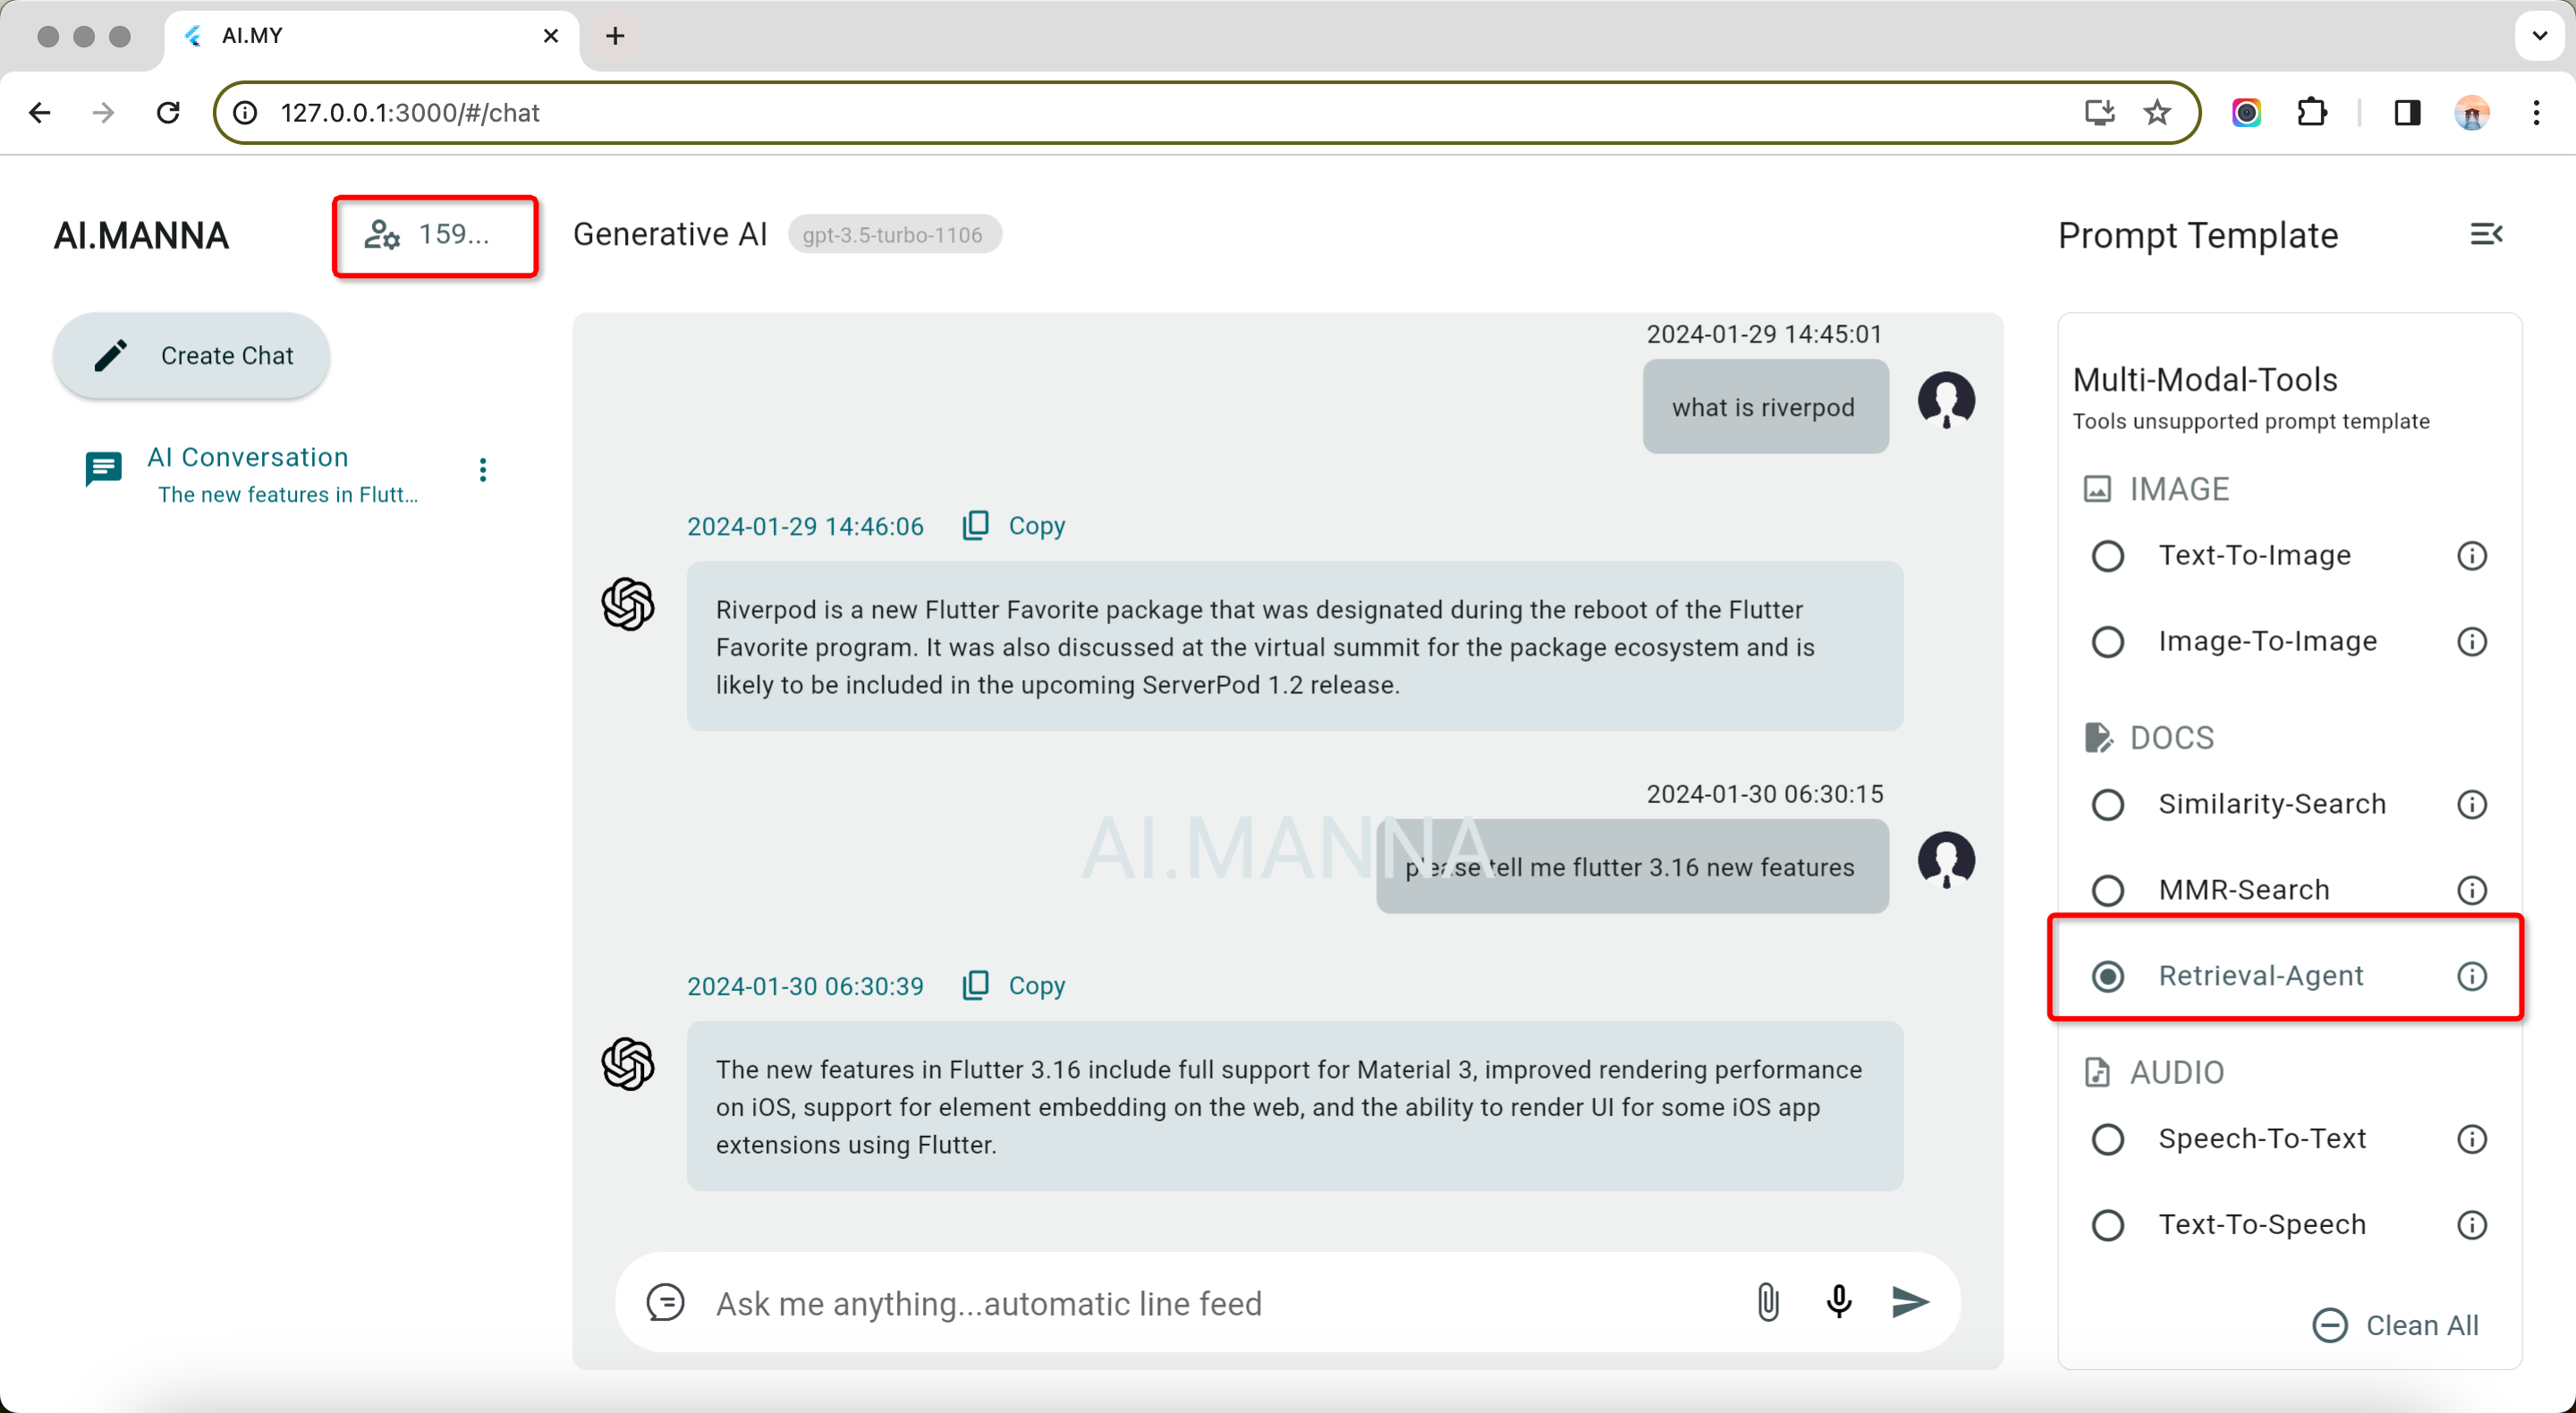 AI.MY
127.0.0.1:3000/#/chat
AI.MANNA
159...
Generative AI
gpt-3.5-turbo-1106
Prompt Template
Create Chat
AI Conversation
The new features in Flutt...
2024-01-29 14:45:01
what is riverpod
2024-01-29 14:46:06
Copy
Riverpod is a new Flutter Favorite package that was designated during the reboot of the Flutter
Favorite program. It was also discussed at the virtual summit for the package ecosystem and is
likely to be included in the upcoming ServerPod 1.2 release.
2024-01-30 06:30:15
AI.MANNA
please tell me flutter 3.16 new features
2024-01-30 06:30:39
Copy
The new features in Flutter 3.16 include full support for Material 3, improved rendering performance
on iOS, support for element embedding on the web, and the ability to render UI for some iOS app
extensions using Flutter.
Ask me anything...automatic line feed
Multi-Modal-Tools
Tools unsupported prompt template
IMAGE
Text-To-Image
Image-To-Image
DOCS
Similarity-Search
MMR-Search
Retrieval-Agent
AUDIO
Speech-To-Text
Text-To-Speech
Clean All